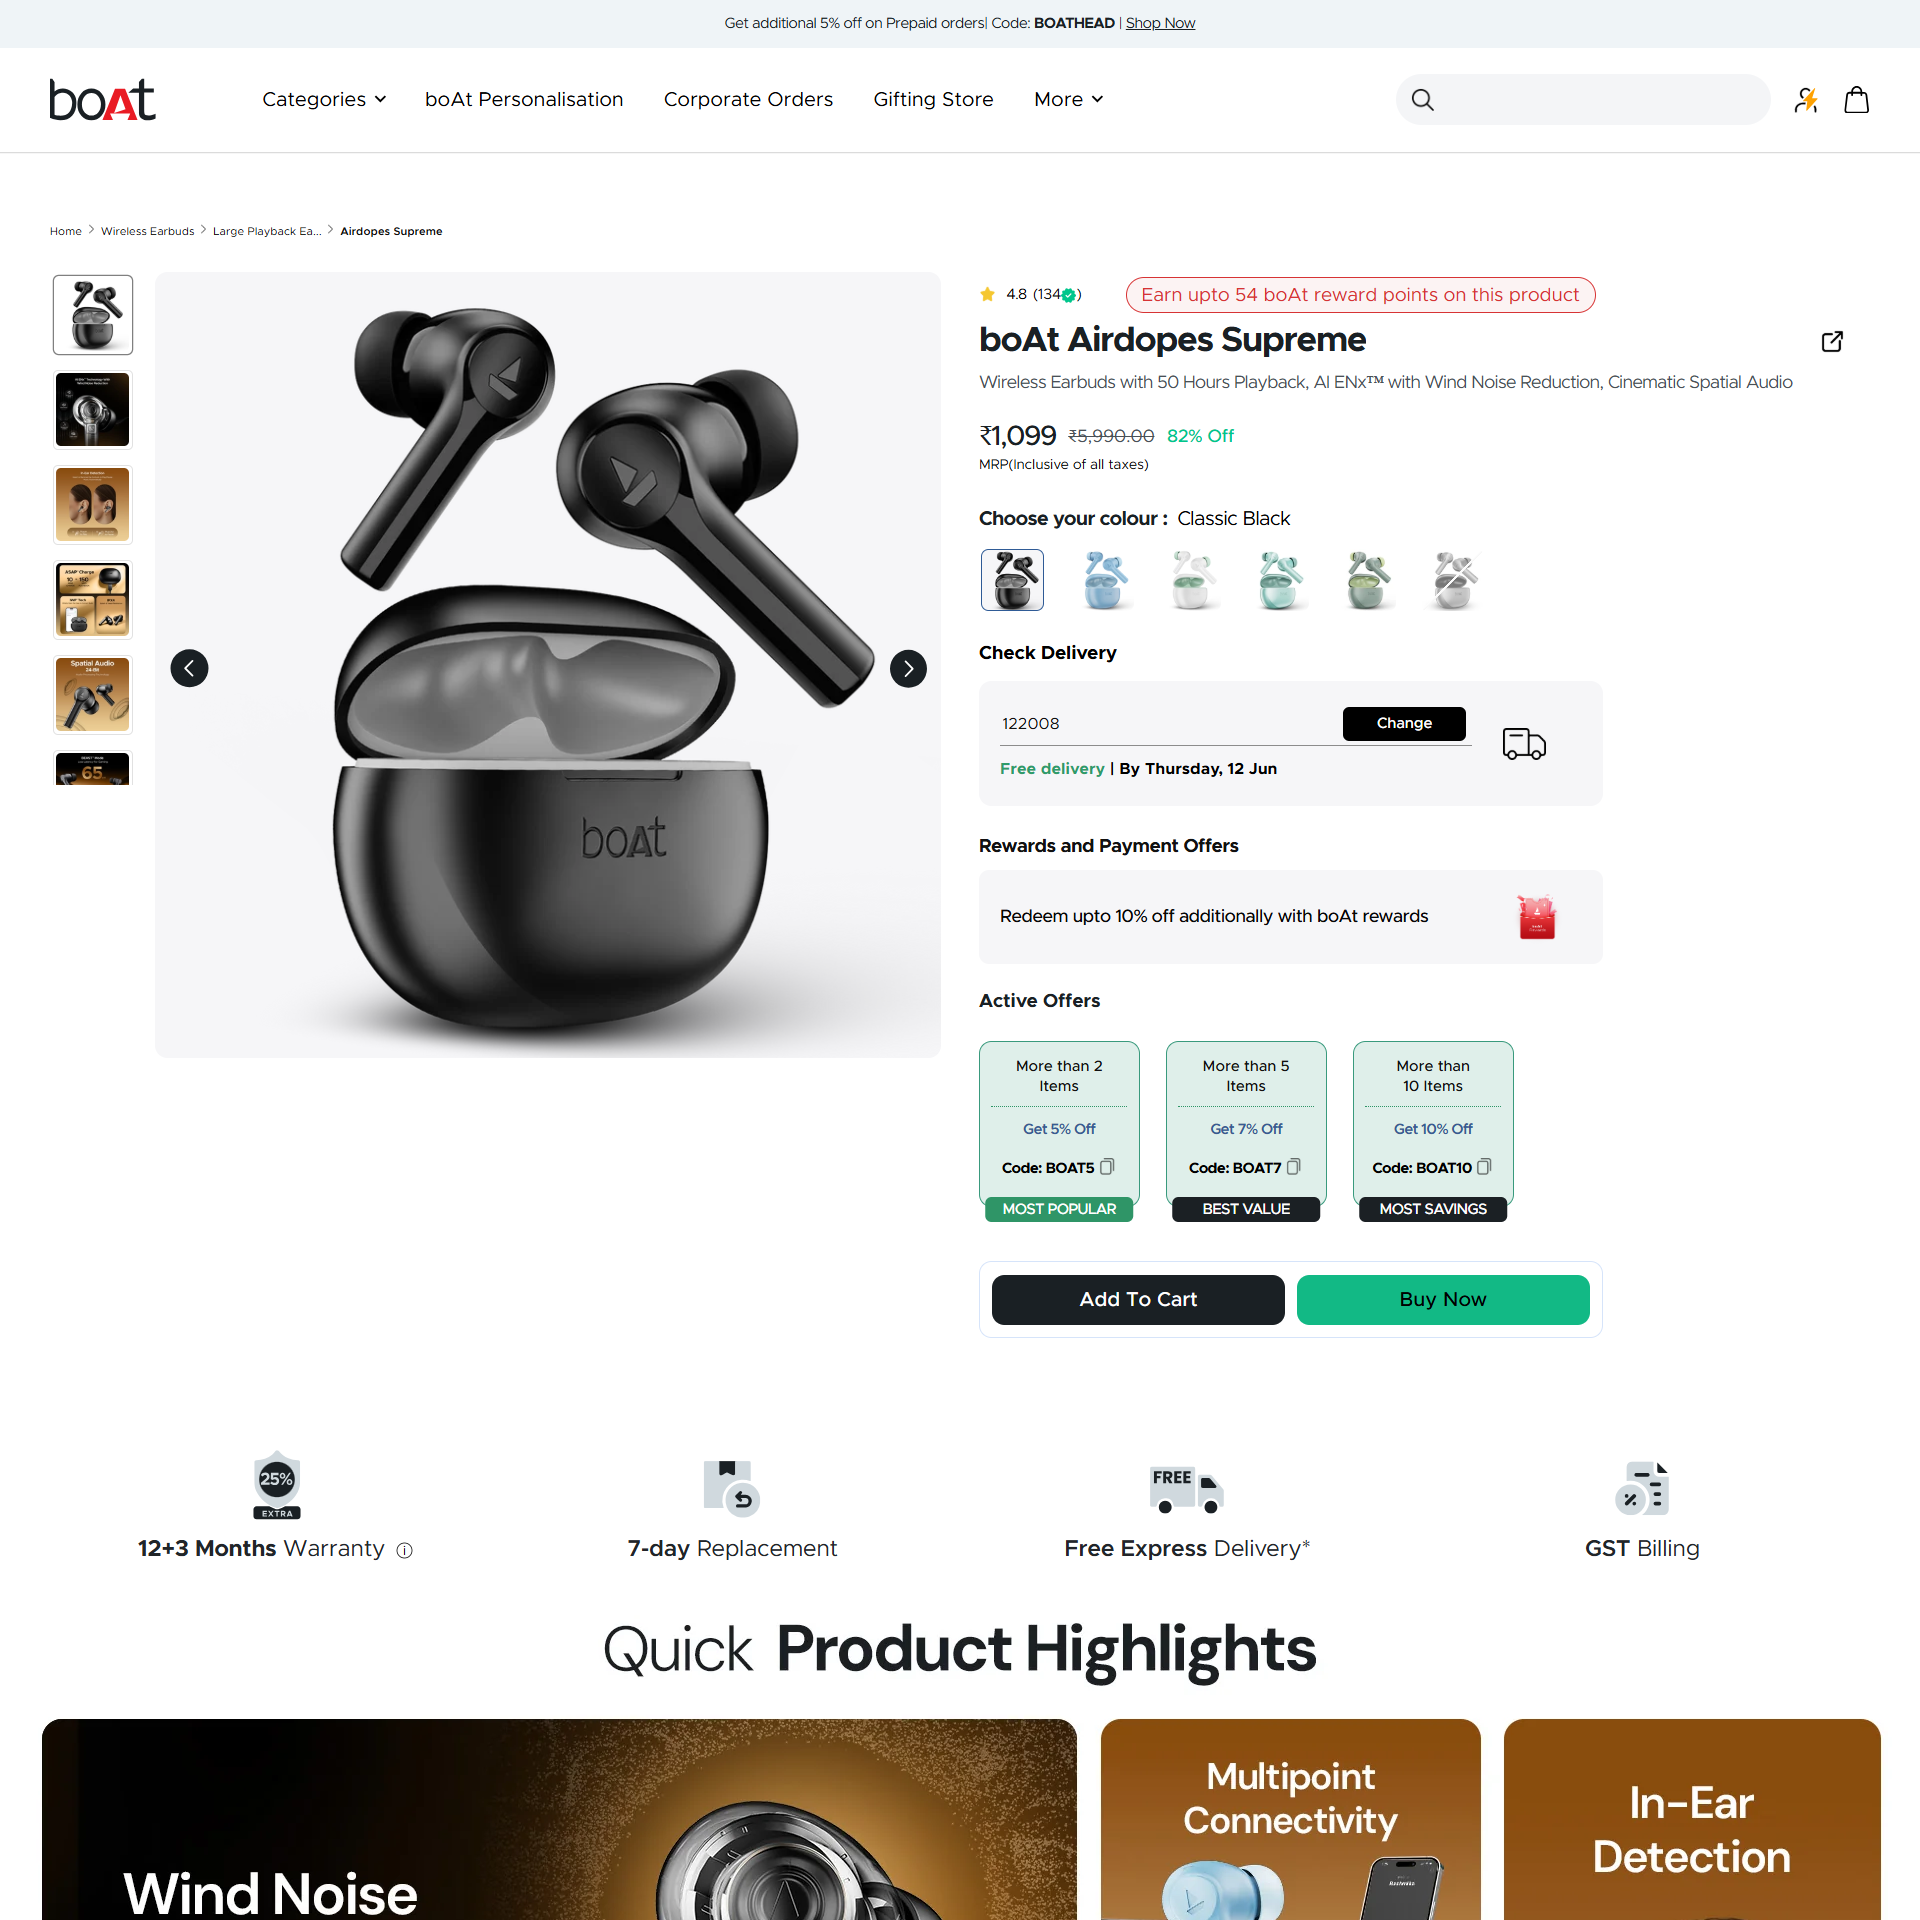 Get additional 5% off on Prepaid orders| Code: BOATHEAD | Shop Now
boAt
Categories
boAt Personalisation
Corporate Orders
Gifting Store
More
Home > Wireless Earbuds > Large Playback Ea... > Airdopes Supreme
4.8 (134)
Earn upto 54 boAt reward points on this product
boAt Airdopes Supreme
Wireless Earbuds with 50 Hours Playback, AI ENx™ with Wind Noise Reduction, Cinematic Spatial Audio
₹1,099 ₹5,990.00 82% Off
MRP(Inclusive of all taxes)
Choose your colour : Classic Black
Check Delivery
122008
Change
Free delivery | By Thursday, 12 Jun
Rewards and Payment Offers
Redeem upto 10% off additionally with boAt rewards
Active Offers
More than 2
Items
Get 5% Off
Code: BOAT5
MOST POPULAR
More than 5
Items
Get 7% Off
Code: BOAT7
BEST VALUE
More than
10 Items
Get 10% Off
Code: BOAT10
MOST SAVINGS
Add To Cart
Buy Now
ASAP Charge
Spatial Audio
65
boAt
25%
EXTRA
12+3 Months Warranty
7-day Replacement
FREE
Free Express Delivery*
GST Billing
Quick Product Highlights
Wind Noise
Multipoint
Connectivity
In-Ear
Detection